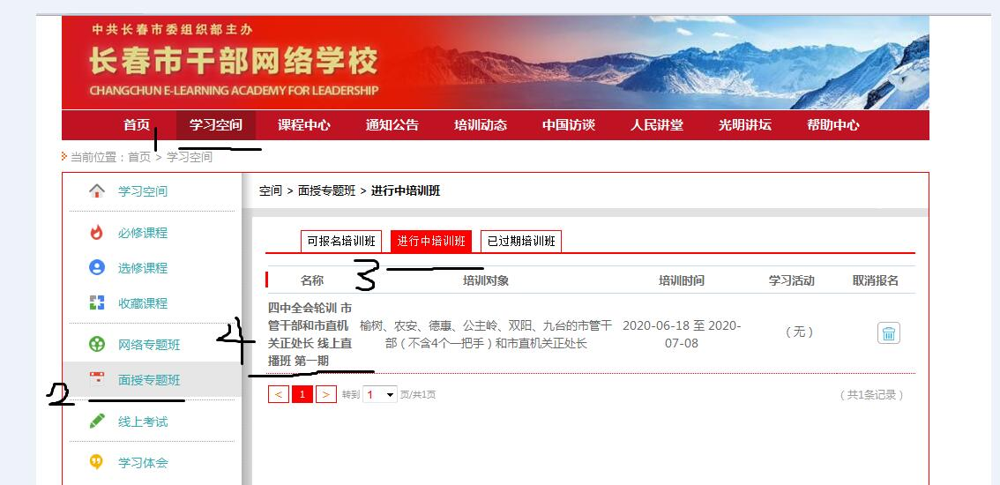 中共长春市委组织部主办
长春市干部网络学校
CHANGCHUN E-LEARNING ACADEMY FOR LEADERSHIP
首页 学习空间 课程中心 通知公告 培训动态 中国访谈 人民讲堂 光明讲坛 帮助中心
1
当前位置：首页 > 学习空间
学习空间
必修课程
选修课程
收藏课程
网络专题班
面授专题班
2
线上考试
学习体会
空间 > 面授专题班 > 进行中培训班
可报名培训班 进行中培训班 已过期培训班
3
名称 培训对象 培训时间 学习活动 取消报名
4
四中全会轮训 市
管干部和市直机
关正处长 线上直
播班 第一期
榆树、农安、德惠、公主岭、双阳、九台的市管干
部（不含4个一把手）和市直机关正处长
2020-06-18 至 2020-
07-08
（无）
< 1 > 转到 1 页/共1页
（共1条记录）